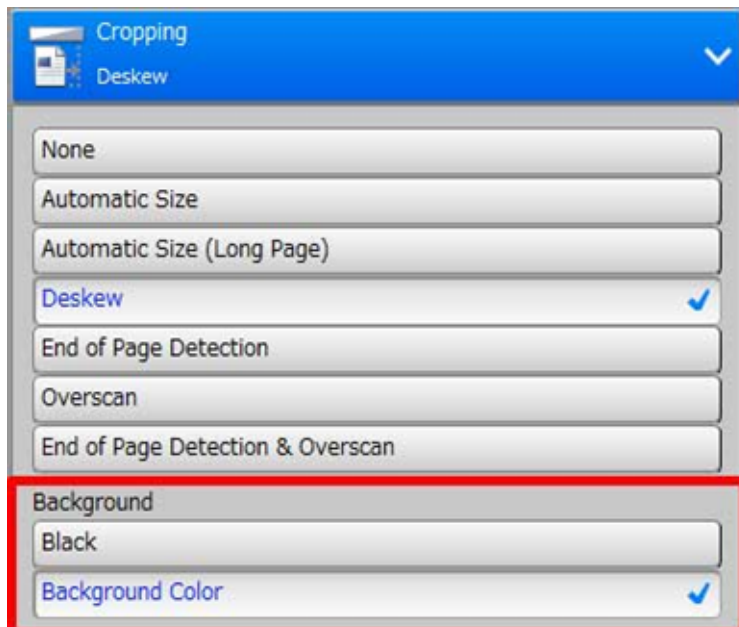 Cropping
Deskew
None
Automatic Size
Automatic Size (Long Page)
Deskew
End of Page Detection
Overscan
End of Page Detection & Overscan
Background
Black
Background Color